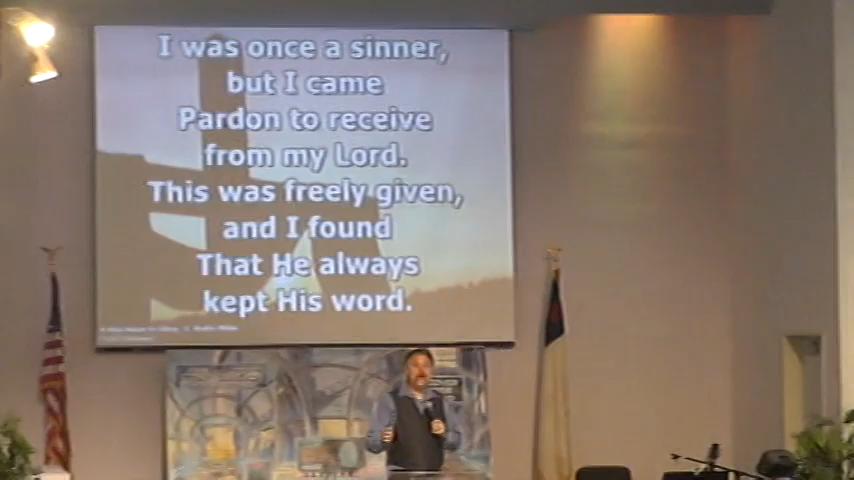 I was once a sinner,
but I came
Pardon to receive
from my Lord.
This was freely given,
and I found
That He always
kept His word.